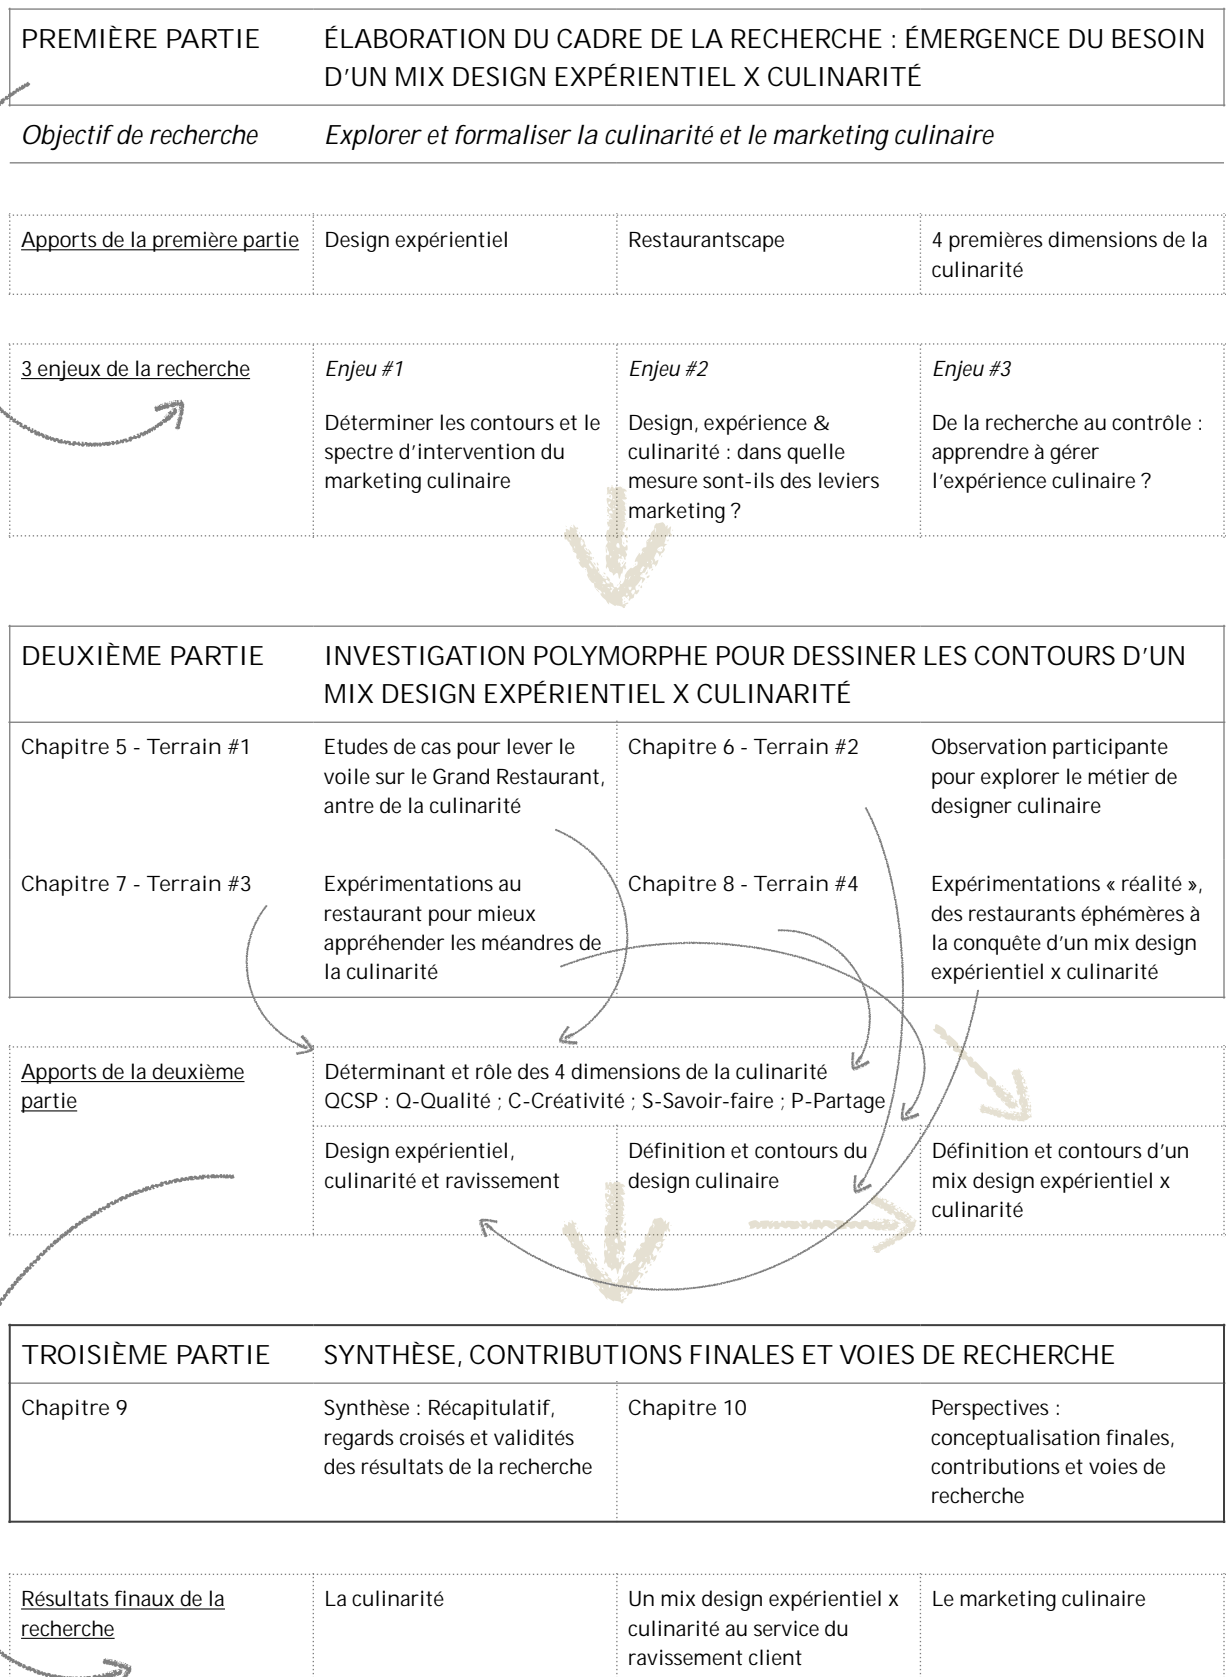 PREMIÈRE PARTIE
ÉLABORATION DU CADRE DE LA RECHERCHE : ÉMERGENCE DU BESOIN
D'UN MIX DESIGN EXPÉRIENTIEL X CULINARITÉ
Objectif de recherche
Explorer et formaliser la culinarité et le marketing culinaire
Apports de la première partie
Design expérientiel
Restaurantscape
4 premières dimensions de la
culinarité
3 enjeux de la recherche
Enjeu #1
Déterminer les contours et le
spectre d'intervention du
marketing culinaire
Enjeu #2
Design, expérience &
culinarité : dans quelle
mesure sont-ils des leviers
marketing ?
Enjeu #3
De la recherche au contrôle :
apprendre à gérer
l'expérience culinaire ?
DEUXIÈME PARTIE
INVESTIGATION POLYMORPHE POUR DESSINER LES CONTOURS D'UN
MIX DESIGN EXPÉRIENTIEL X CULINARITÉ
Chapitre 5 - Terrain #1
Etudes de cas pour lever le
voile sur le Grand Restaurant,
antre de la culinarité
Chapitre 6 - Terrain #2
Observation participante
pour explorer le métier de
designer culinaire
Chapitre 7 - Terrain #3
Expérimentations au
restaurant pour mieux
appréhender les méandres de
la culinarité
Chapitre 8 - Terrain #4
Expérimentations « réalité »,
des restaurants éphémères à
la conquête d'un mix design
expérientiel x culinarité
Apports de la deuxième
partie
Déterminant et rôle des 4 dimensions de la culinarité
QCSP : Q-Qualité ; C-Créativité ; S-Savoir-faire ; P-Partage
Design expérientiel,
culinarité et ravissement
Définition et contours du
design culinaire
Définition et contours d'un
mix design expérientiel x
culinarité
TROISIÈME PARTIE
SYNTHÈSE, CONTRIBUTIONS FINALES ET VOIES DE RECHERCHE
Chapitre 9
Synthèse : Récapitulatif,
regards croisés et validités
des résultats de la recherche
Chapitre 10
Perspectives :
conceptualisation finales,
contributions et voies de
recherche
Résultats finaux de la
recherche
La culinarité
Un mix design expérientiel x
culinarité au service du
ravissement client
Le marketing culinaire